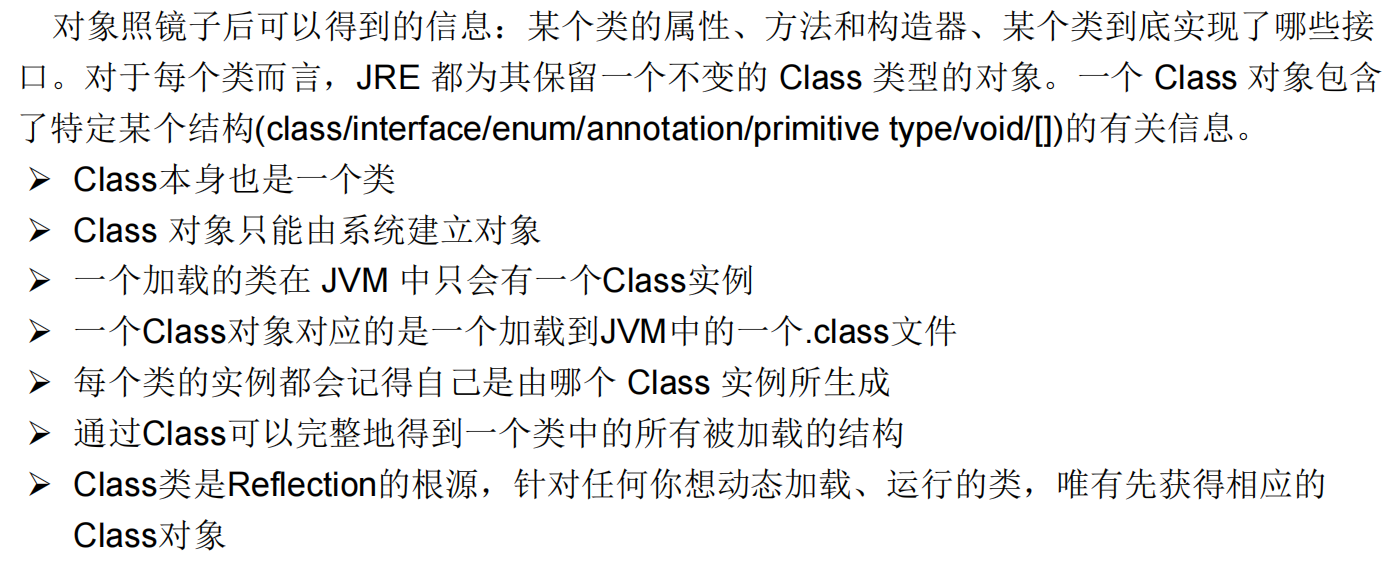 对象照镜子后可以得到的信息：某个类的属性、方法和构造器、某个类到底实现了哪些接
口。对于每个类而言，JRE 都为其保留一个不变的 Class 类型的对象。一个 Class 对象包含
了特定某个结构(class/interface/enum/annotation/primitive type/void/[])的有关信息。
➢ Class本身也是一个类
➢ Class 对象只能由系统建立对象
➢ 一个加载的类在 JVM 中只会有一个Class实例
➢ 一个Class对象对应的是一个加载到JVM中的一个.class文件
➢ 每个类的实例都会记得自己是由哪个 Class 实例所生成
➢ 通过Class可以完整地得到一个类中的所有被加载的结构
➢ Class类是Reflection的根源，针对任何你想动态加载、运行的类，唯有先获得相应的
Class对象